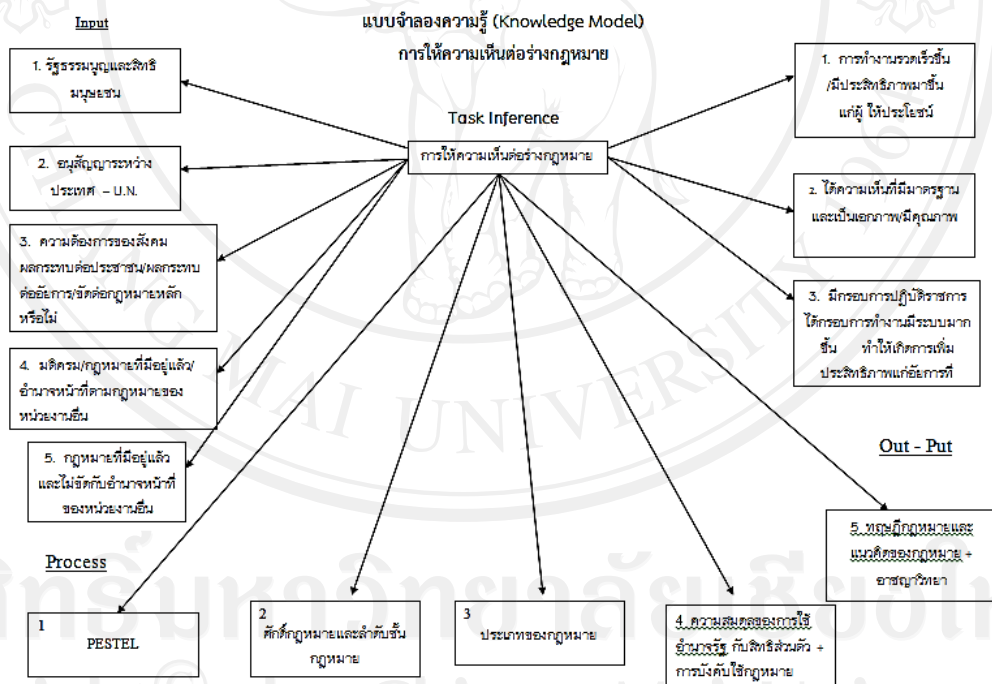 แบบจำลองความรู้ (Knowledge Model)
การให้ความเห็นต่อร่างกฎหมาย
Input
1. รัฐธรรมนูญและสิทธิ
มนุษยชน
2. อนุสัญญาระหว่าง
ประเทศ – U.N.
3. ความต้องการของสังคม
ผลกระทบต่อประชาชน/ผลกระทบ
ต่ออัยการ/ขัดต่อกฎหมายหลัก
หรือไม่
4. มติครม/กฎหมายที่มีอยู่แล้ว/
อำนาจหน้าที่ตามกฎหมายของ
หน่วยงานอื่น
5. กฎหมายที่มีอยู่แล้ว
และไม่ขัดกับอำนาจหน้าที่
ของหน่วยงานอื่น
Task Inference
การให้ความเห็นต่อร่างกฎหมาย
1. การทำงานรวดเร็วขึ้น
/มีประสิทธิภาพมาขึ้น
แก่ผู้ ให้ประโยชน์
2. ได้ความเห็นที่มีมาตรฐาน
และเป็นเอกภาพ/มีคุณภาพ
3. มีกรอบการปฏิบัติราชการ
ได้กรอบการทำงานมีระบบมาก
ขึ้น ทำให้เกิดการเพิ่ม
ประสิทธิภาพแก่อัยการที่
Out - Put
Process
1
PESTEL
2
ศักดิ์กฎหมายและลำดับชั้น
กฎหมาย
3
ประเภทของกฎหมาย
4 ความสมดุลของการใช้
อำนาจรัฐ กับสิทธิส่วนตัว +
การบังคับใช้กฎหมาย
5 ทฤษฎีกฎหมายและ
แนวคิดของกฎหมาย +
อาชญาวิทยา
CHIANG MAI UNIVERSITY